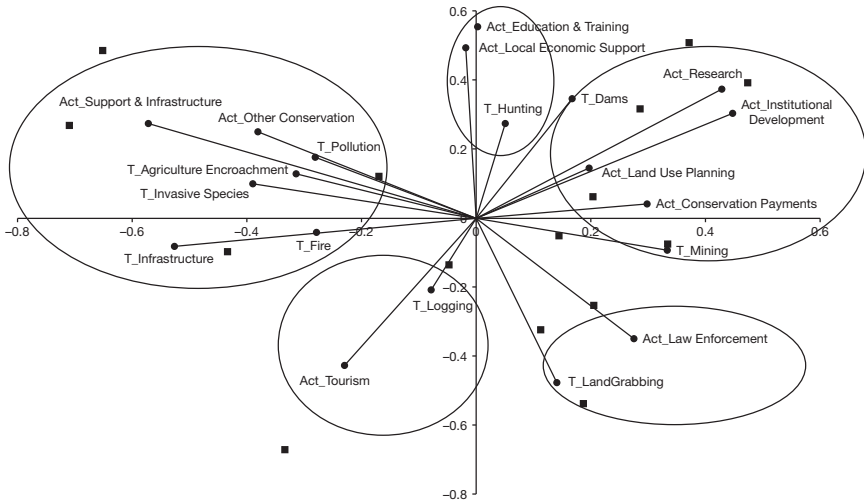 0.6
Act_Education & Training
Act_Local Economic Support
Act_Research
0.4
Act_Support & Infrastructure
T_Hunting
T_Dams
Act_Institutional
Development
Act_Other Conservation
T_Pollution
0.2
T_Agriculture Encroachment
Act_Land Use Planning
T_Invasive Species
Act_Conservation Payments
−0.8
−0.6
−0.4
−0.2
0
0.2
0.4
0.6
T_Infrastructure
T_Fire
T_Mining
−0.2
T_Logging
Act_Law Enforcement
−0.4
Act_Tourism
T_LandGrabbing
−0.6
−0.8